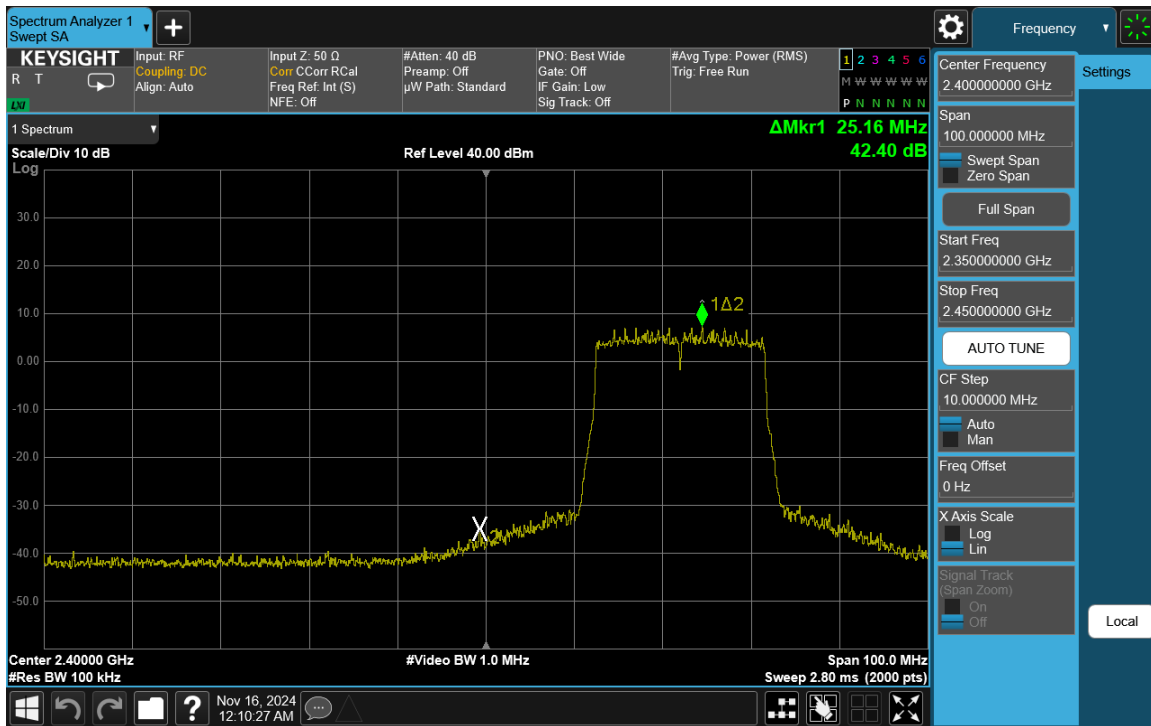 Spectrum Analyzer 1
Swept SA
Frequency
KEYSIGHT
R T
LXI
Input: RF
Coupling: DC
Align: Auto
Input Z: 50 Ω
Corr CCorr RCal
Freq Ref: Int (S)
NFE: Off
#Atten: 40 dB
Preamp: Off
µW Path: Standard
PNO: Best Wide
Gate: Off
IF Gain: Low
Sig Track: Off
#Avg Type: Power (RMS)
Trig: Free Run
1 2 3 4 5 6
M W W W W W
P N N N N N
1 Spectrum
Scale/Div 10 dB
Log
Ref Level 40.00 dBm
ΔMkr1 25.16 MHz
42.40 dB
30.0
20.0
10.0
0.00
-10.0
-20.0
-30.0
-40.0
-50.0
1Δ2
X2
Center 2.40000 GHz
#Res BW 100 kHz
#Video BW 1.0 MHz
Span 100.0 MHz
Sweep 2.80 ms (2000 pts)
Nov 16, 2024
12:10:27 AM
Center Frequency
2.400000000 GHz
Span
100.000000 MHz
Swept Span
Zero Span
Full Span
Start Freq
2.350000000 GHz
Stop Freq
2.450000000 GHz
AUTO TUNE
CF Step
10.000000 MHz
Auto
Man
Freq Offset
0 Hz
X Axis Scale
Log
Lin
Signal Track
(Span Zoom)
On
Off
Settings
Local